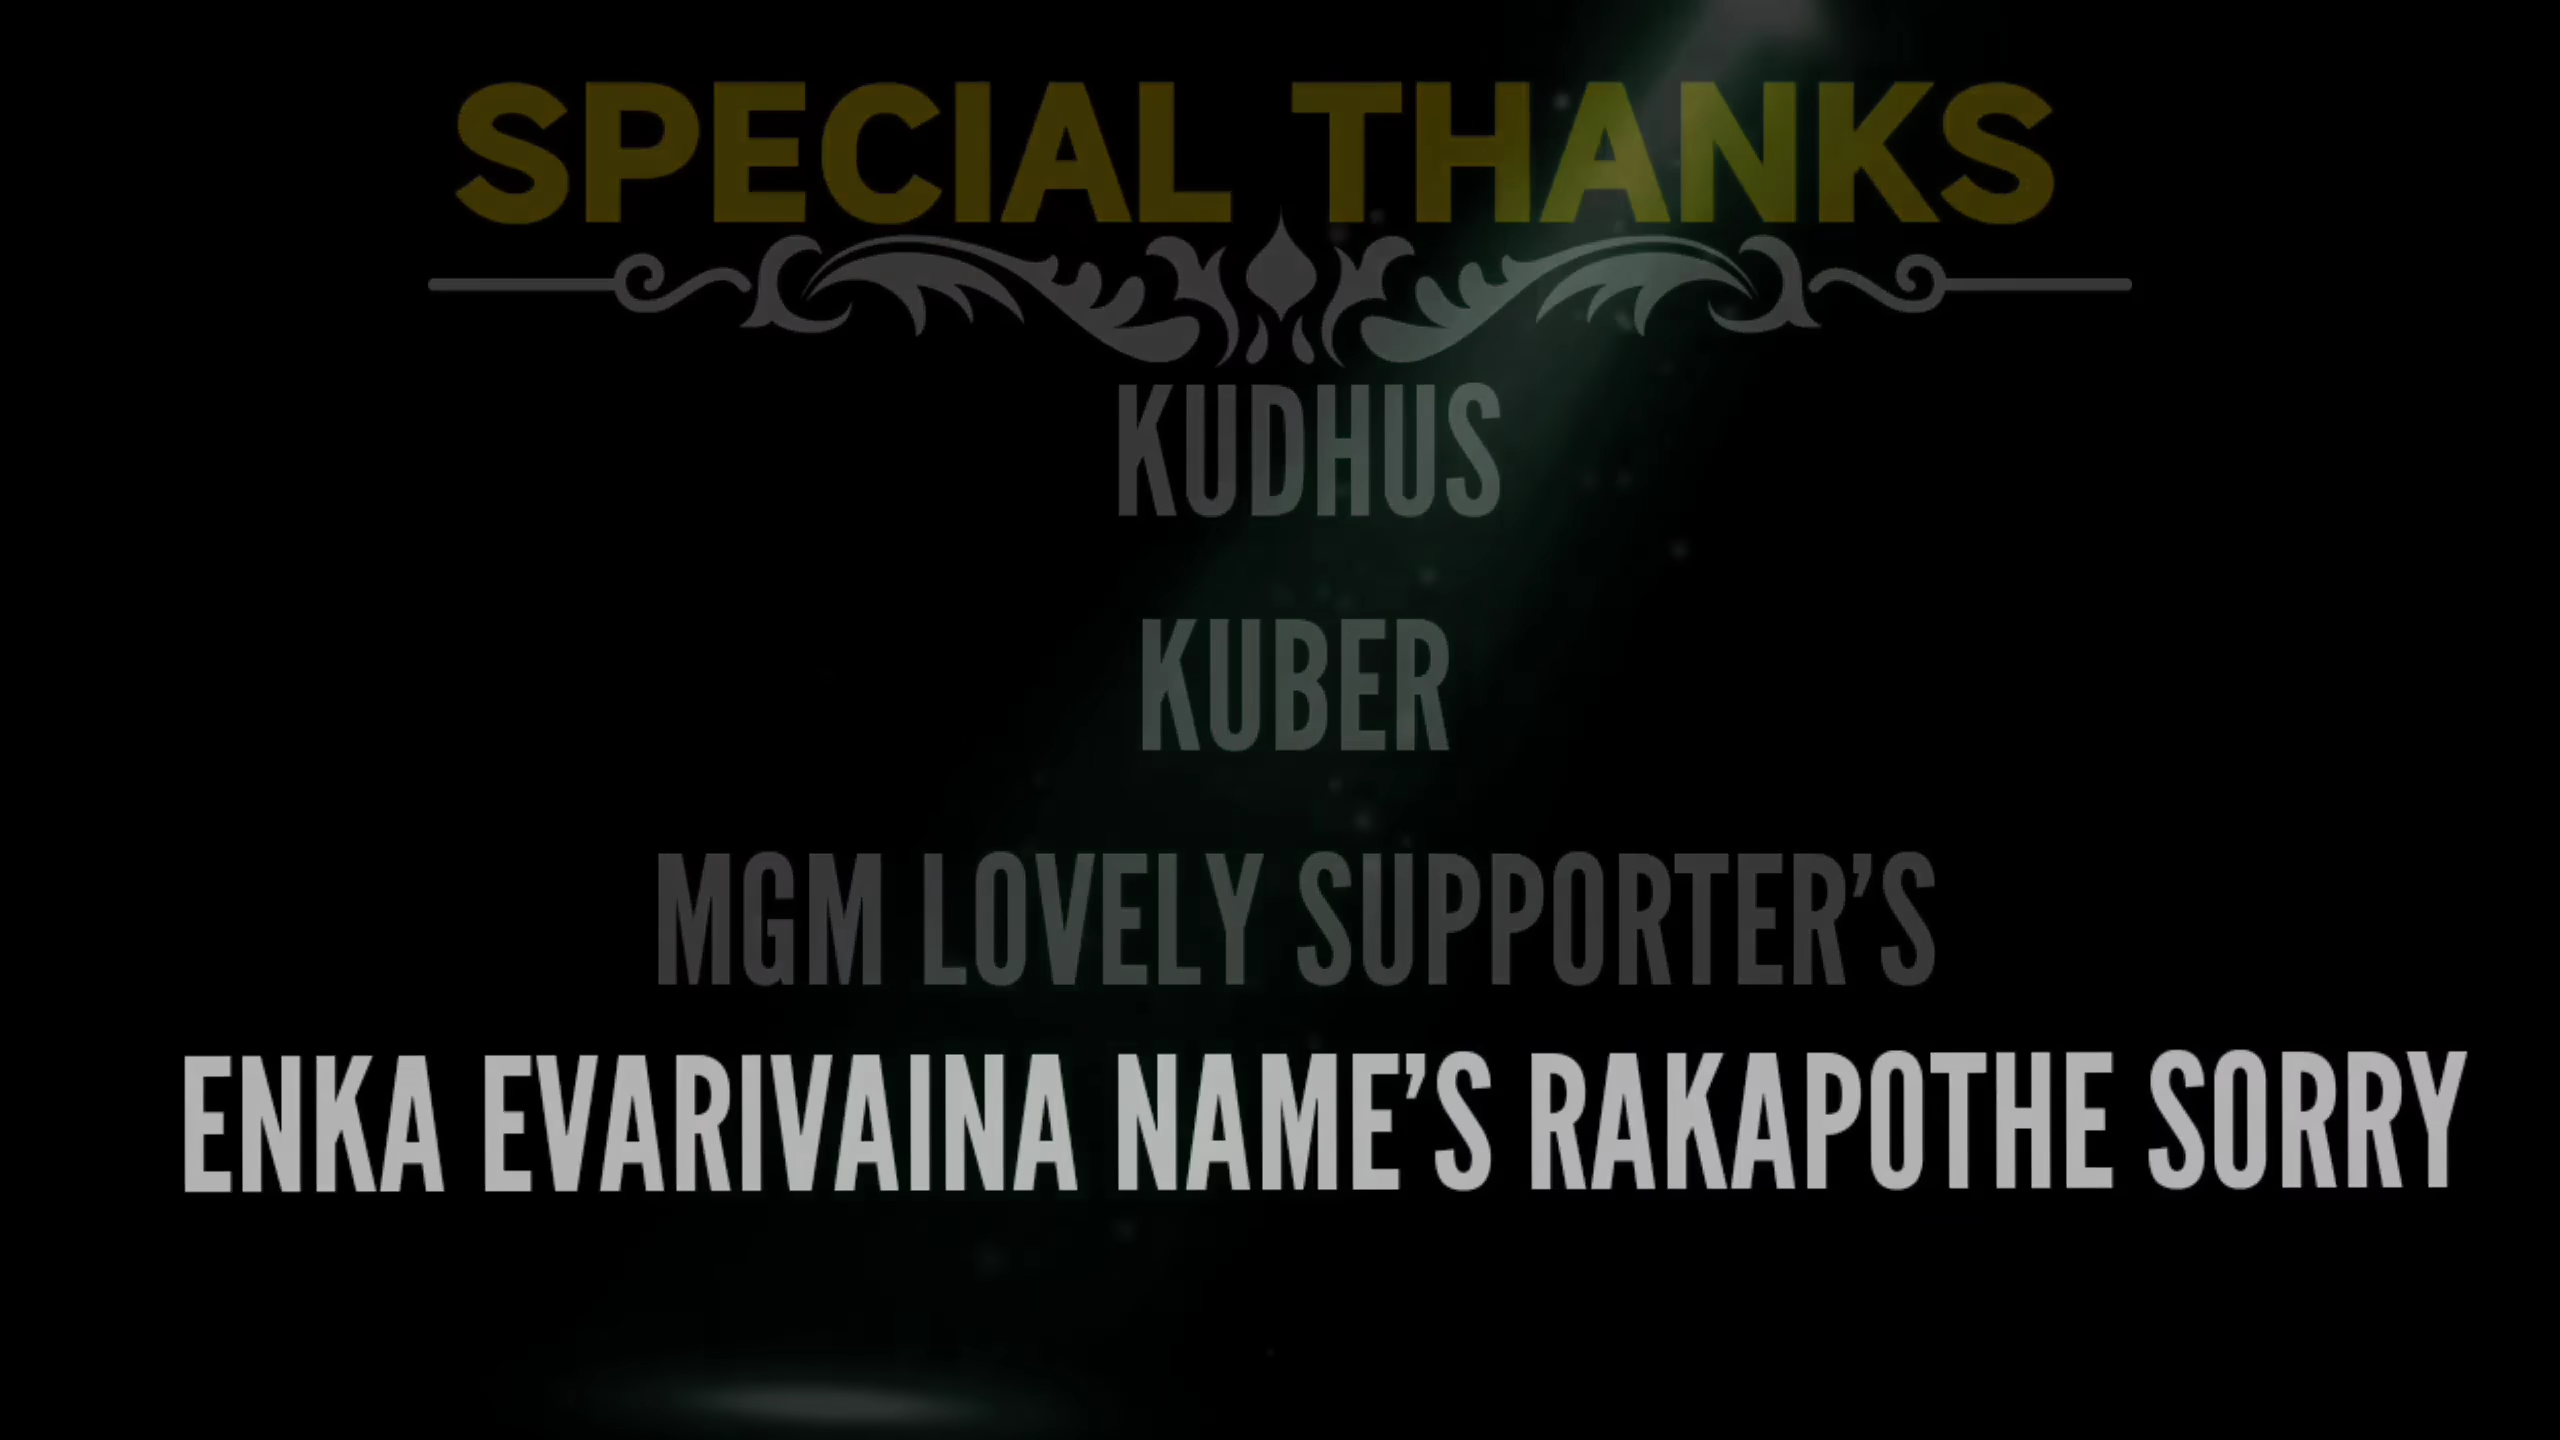 SPECIAL THANKS
KUDHUS
KUBER
MGM LOVELY SUPPORTER’S
ENKA EVARIVAINA NAME’S RAKAPOTHE SORRY